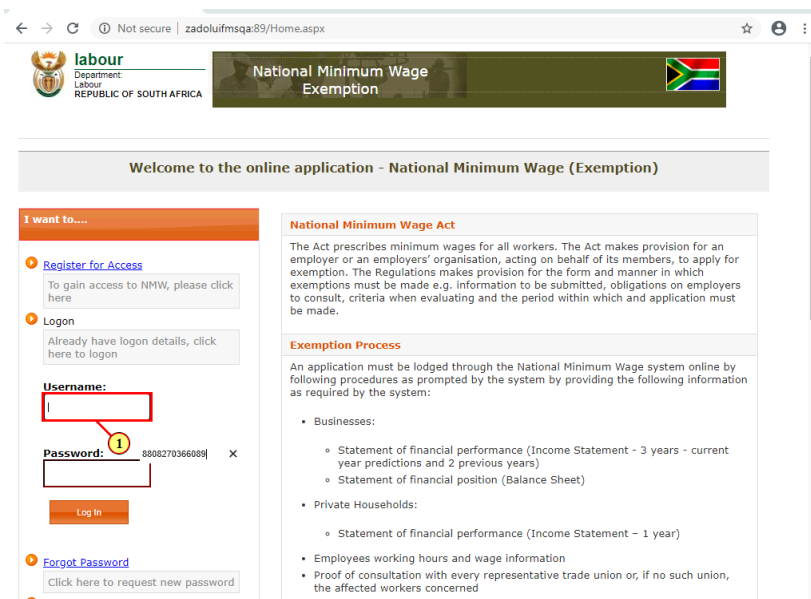 Not secure | zadoluifmsqa:89/Home.aspx
labour
Department:
Labour
REPUBLIC OF SOUTH AFRICA
National Minimum Wage
Exemption
Welcome to the online application - National Minimum Wage (Exemption)
I want to....
Register for Access
To gain access to NMW, please click
here
Logon
Already have logon details, click
here to logon
Username:
1
Password:
8808270366089
Log In
Forgot Password
Click here to request new password
National Minimum Wage Act
The Act prescribes minimum wages for all workers. The Act makes provision for an
employer or an employers' organisation, acting on behalf of its members, to apply for
exemption. The Regulations makes provision for the form and manner in which
exemptions must be made e.g. information to be submitted, obligations on employers
to consult, criteria when evaluating and the period within which and application must
be made.
Exemption Process
An application must be lodged through the National Minimum Wage system online by
following procedures as prompted by the system by providing the following information
as required by the system:
• Businesses:
◦ Statement of financial performance (Income Statement - 3 years - current
year predictions and 2 previous years)
◦ Statement of financial position (Balance Sheet)
• Private Households:
◦ Statement of financial performance (Income Statement – 1 year)
• Employees working hours and wage information
• Proof of consultation with every representative trade union or, if no such union,
the affected workers concerned